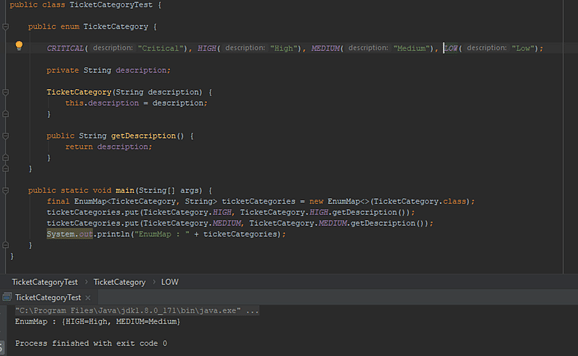 public class TicketCategoryTest {
public enum TicketCategory {
CRITICAL( description: "Critical"), HIGH( description: "High"), MEDIUM( description: "Medium"), LOW( description: "Low");
private String description;
TicketCategory(String description) {
this.description = description;
}
public String getDescription() {
return description;
}
}
public static void main(String[] args) {
final EnumMap<TicketCategory, String> ticketCategories = new EnumMap<>(TicketCategory.class);
ticketCategories.put(TicketCategory.HIGH, TicketCategory.HIGH.getDescription());
ticketCategories.put(TicketCategory.MEDIUM, TicketCategory.MEDIUM.getDescription());
System.out.println("EnumMap : " + ticketCategories);
}
}
TicketCategoryTest › TicketCategory › LOW
TicketCategoryTest ×
"C:\Program Files\Java\jdk1.8.0_171\bin\java.exe" ...
EnumMap : {HIGH=High, MEDIUM=Medium}
Process finished with exit code 0